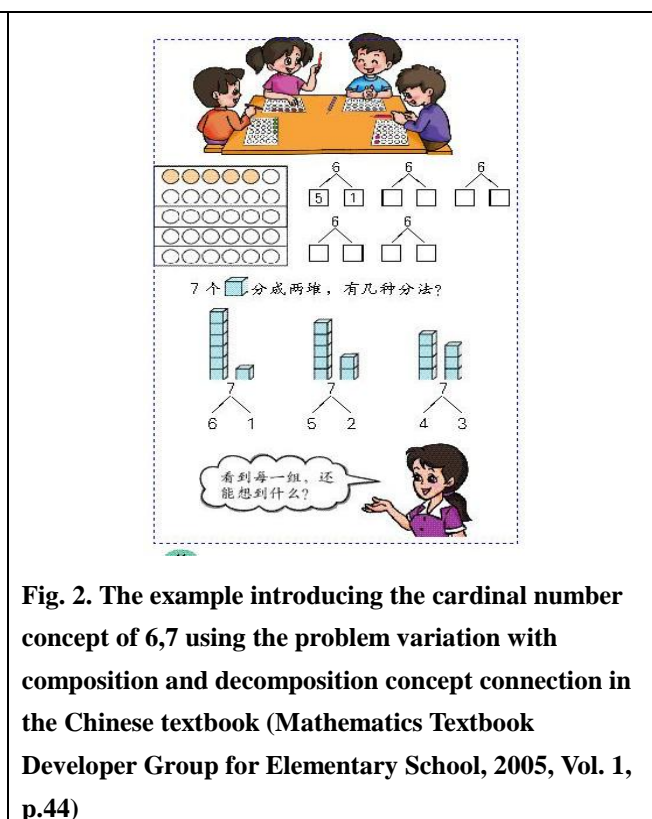 6 6 6
5 1
6 6
7个分成两堆，有几种分法？
7 7 7
6 1 5 2 4 3
看到每一组，还
能想到什么？
Fig. 2. The example introducing the cardinal number
concept of 6,7 using the problem variation with
composition and decomposition concept connection in
the Chinese textbook (Mathematics Textbook
Developer Group for Elementary School, 2005, Vol. 1,
p.44)